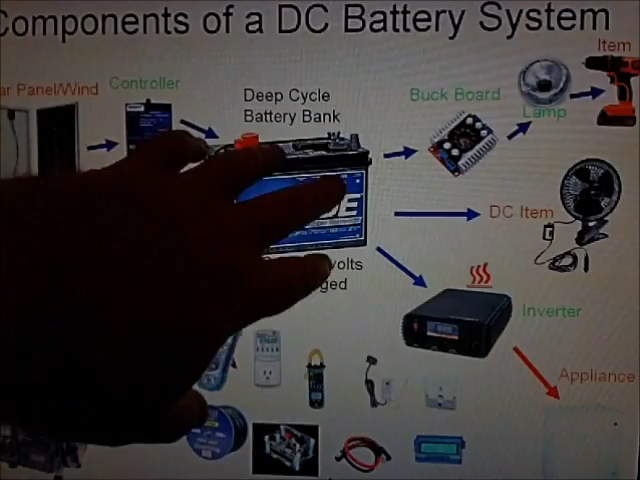 Components of a DC Battery System
Item
ar Panel/Wind
Controller
Deep Cycle
Battery Bank
Buck Board
Lamp
DC Item
volts
ged
Inverter
Appliance